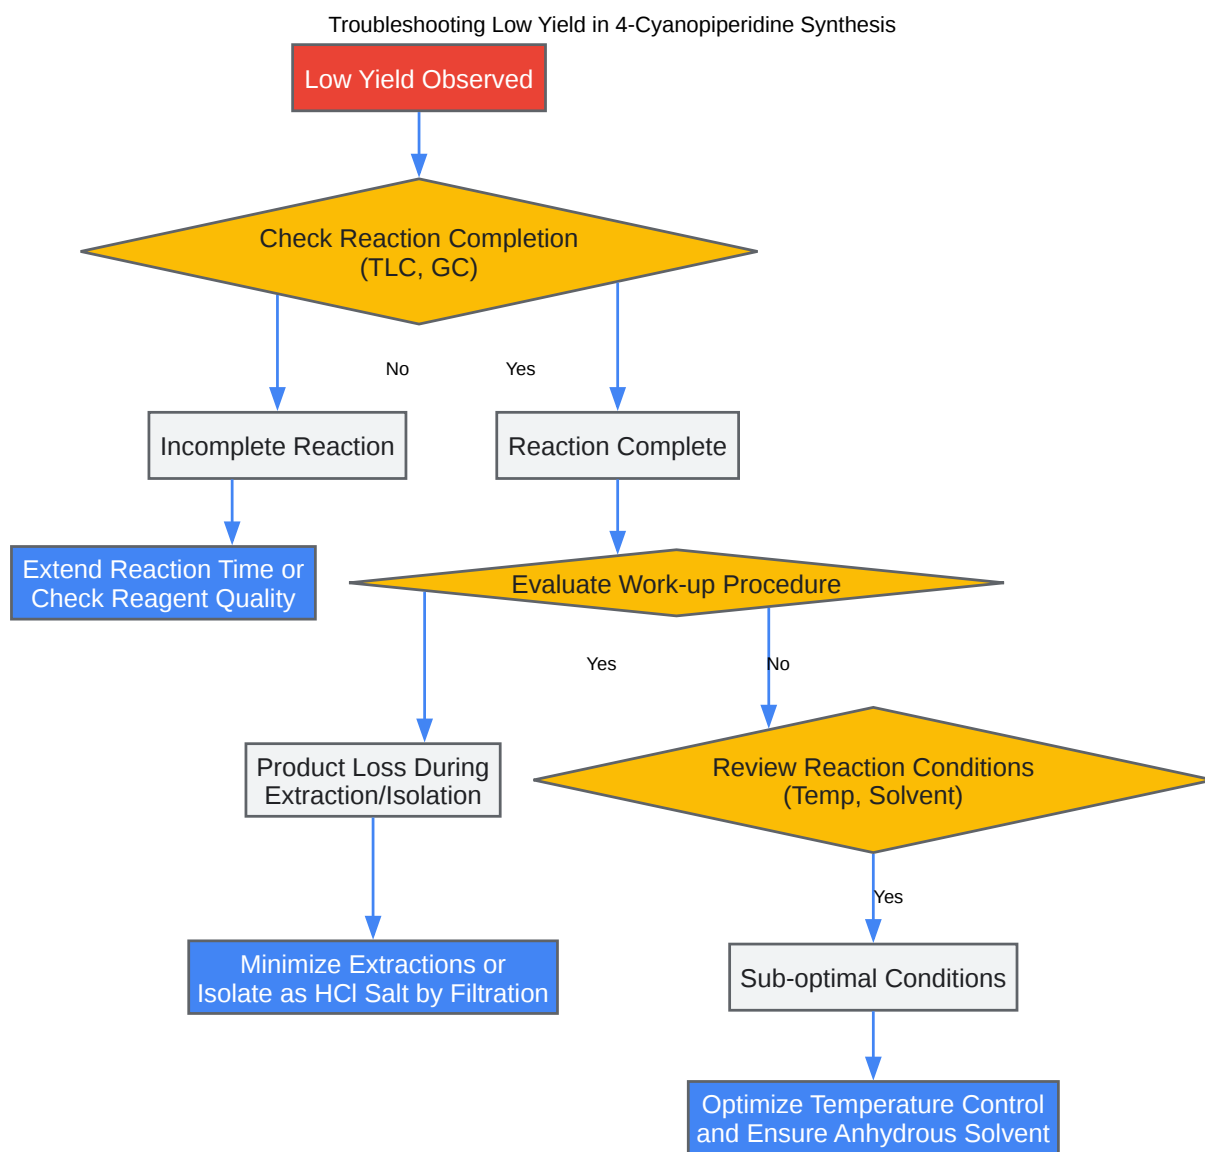 Troubleshooting Low Yield in 4-Cyanopiperidine Synthesis
Low Yield Observed
Check Reaction Completion
(TLC, GC)
No
Yes
Incomplete Reaction
Reaction Complete
Extend Reaction Time or
Check Reagent Quality
Evaluate Work-up Procedure
Yes
No
Product Loss During
Extraction/Isolation
Review Reaction Conditions
(Temp, Solvent)
Yes
Minimize Extractions or
Isolate as HCl Salt by Filtration
Sub-optimal Conditions
Optimize Temperature Control
and Ensure Anhydrous Solvent